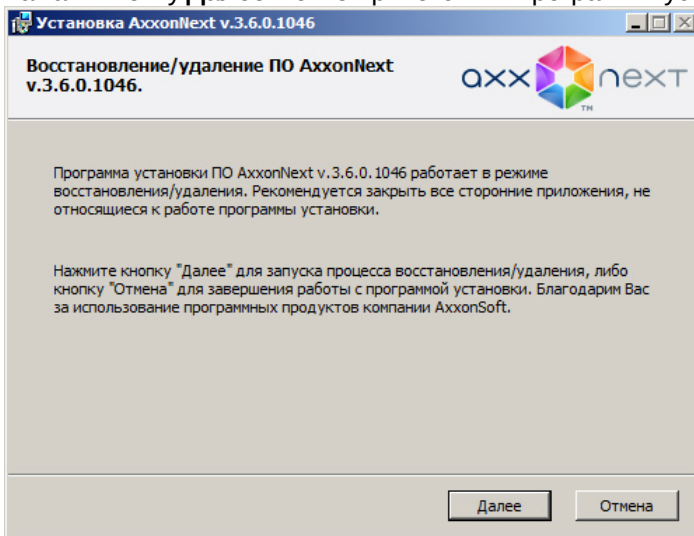 Установка AxxonNext v.3.6.0.1046
Восстановление/удаление ПО AxxonNext
v.3.6.0.1046.
axx next
TM
Программа установки ПО AxxonNext v.3.6.0.1046 работает в режиме
восстановления/удаления. Рекомендуется закрыть все сторонние приложения, не
относящиеся к работе программы установки.
Нажмите кнопку "Далее" для запуска процесса восстановления/удаления, либо
кнопку "Отмена" для завершения работы с программой установки. Благодарим Вас
за использование программных продуктов компании AxxonSoft.
Далее Отмена